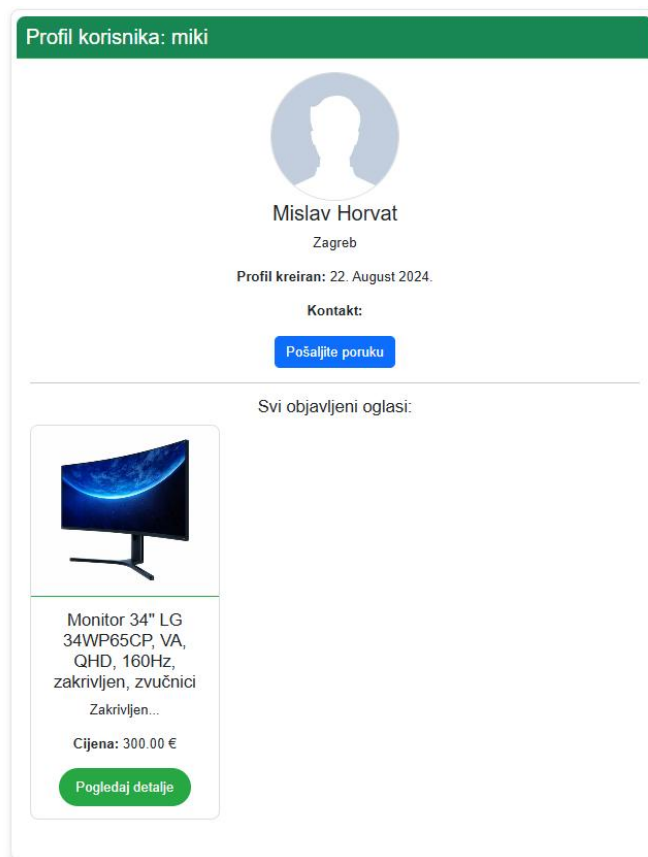 Profil korisnika: miki
Mislav Horvat
Zagreb
Profil kreiran: 22. August 2024.
Kontakt:
Pošaljite poruku
Svi objavljeni oglasi:
Monitor 34" LG
34WP65CP, VA,
QHD, 160Hz,
zakrivljen, zvučnici
Zakrivljen...
Cijena: 300.00 €
Pogledaj detalje